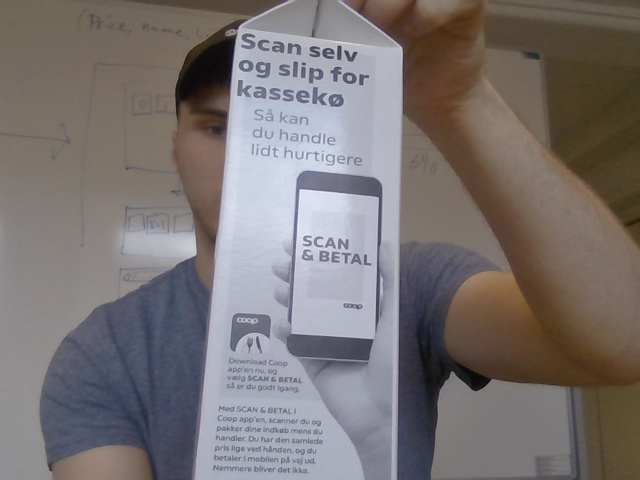 Scan selv
og slip for
kassekø
Så kan
du handle
lidt hurtigere
SCAN
& BETAL
coop
coop
Download Coop
app'en nu, og
vælg SCAN & BETAL
så er du godt igang.
Med SCAN & BETAL i
Coop app'en, scanner du og
pakker dine indkøb mens du
handler. Du har den samlede
pris lige ved hånden, og du
betaler i mobilen på vej ud.
Nemmere bliver det ikke.